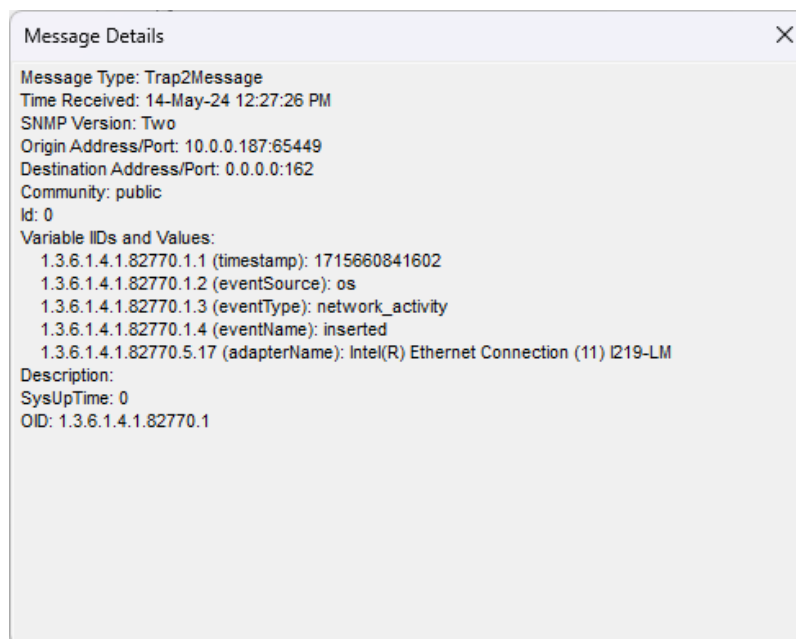 Message Details
Message Type: Trap2Message
Time Received: 14-May-24 12:27:26 PM
SNMP Version: Two
Origin Address/Port: 10.0.0.187:65449
Destination Address/Port: 0.0.0.0:162
Community: public
Id: 0
Variable IIDs and Values:
1.3.6.1.4.1.82770.1.1 (timestamp): 1715660841602
1.3.6.1.4.1.82770.1.2 (eventSource): os
1.3.6.1.4.1.82770.1.3 (eventType): network_activity
1.3.6.1.4.1.82770.1.4 (eventName): inserted
1.3.6.1.4.1.82770.5.17 (adapterName): Intel(R) Ethernet Connection (11) I219-LM
Description:
SysUpTime: 0
OID: 1.3.6.1.4.1.82770.1